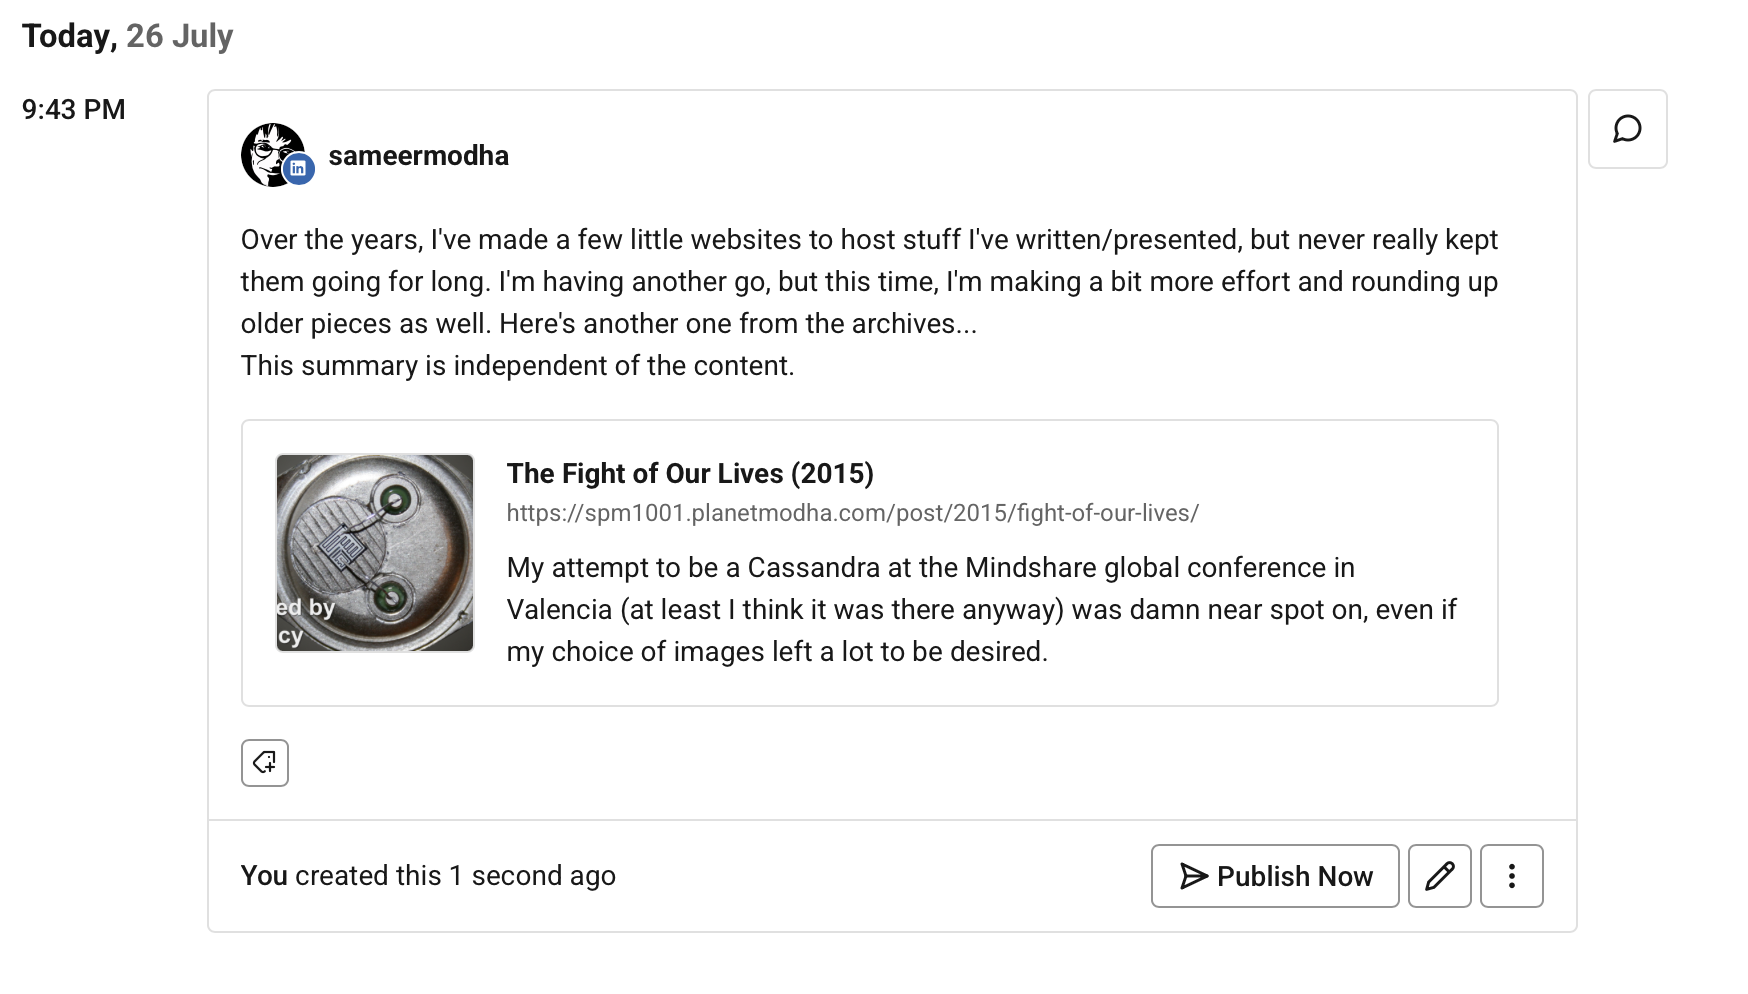 Today, 26 July
9:43 PM
sameermodha
Over the years, I've made a few little websites to host stuff I've written/presented, but never really kept
them going for long. I'm having another go, but this time, I'm making a bit more effort and rounding up
older pieces as well. Here's another one from the archives...
This summary is independent of the content.
The Fight of Our Lives (2015)
https://spm1001.planetmodha.com/post/2015/fight-of-our-lives/
My attempt to be a Cassandra at the Mindshare global conference in
Valencia (at least I think it was there anyway) was damn near spot on, even if
my choice of images left a lot to be desired.
ed by
cy
You created this 1 second ago
Publish Now